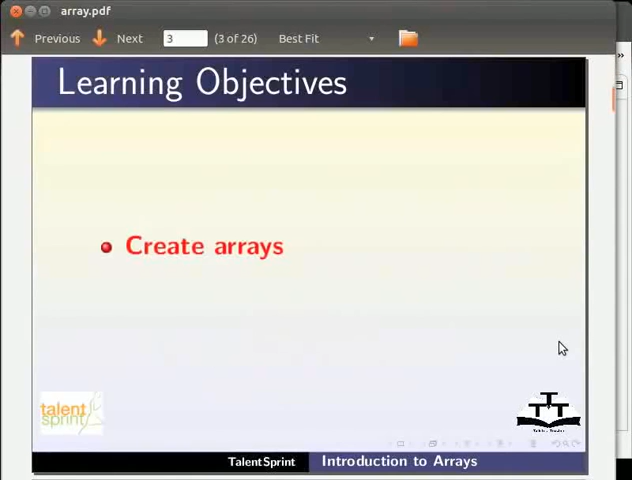 array.pdf
Previous Next 3 (3 of 26) Best Fit
Learning Objectives
Create arrays
talent
sprint
TalentSprint Introduction to Arrays